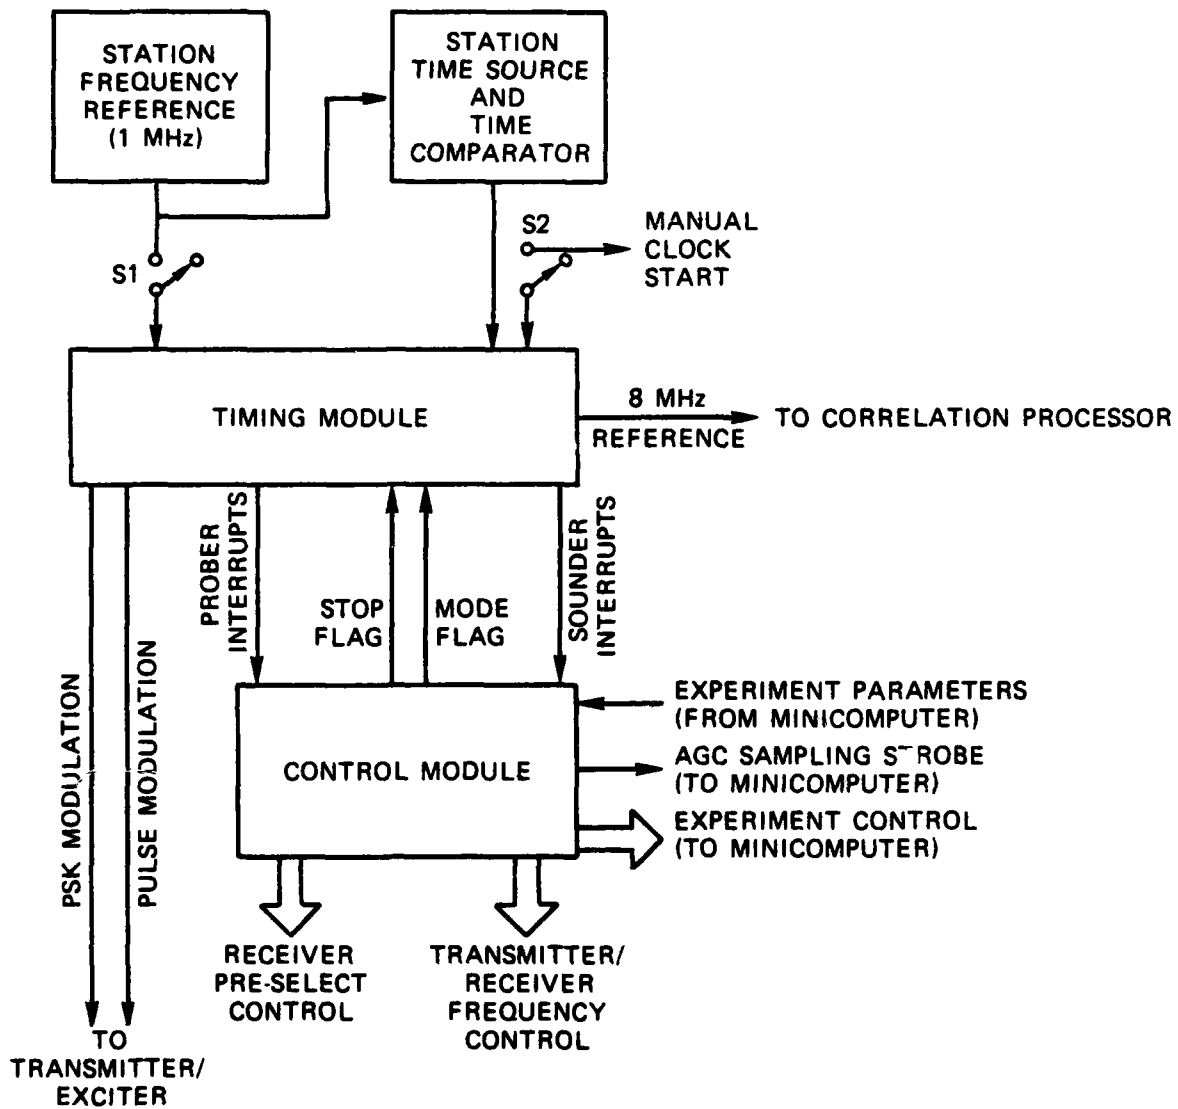 STATION
FREQUENCY
REFERENCE
(1 MHz)
STATION
TIME SOURCE
AND
TIME
COMPARATOR
S1
S2
MANUAL
CLOCK
START
TIMING MODULE
8 MHz
REFERENCE
TO CORRELATION PROCESSOR
PROBER
INTERRUPTS
STOP
FLAG
MODE
FLAG
SOUNDER
INTERRUPTS
PSK MODULATION
PULSE MODULATION
CONTROL MODULE
EXPERIMENT PARAMETERS
(FROM MINICOMPUTER)
AGC SAMPLING STROBE
(TO MINICOMPUTER)
EXPERIMENT CONTROL
(TO MINICOMPUTER)
RECEIVER
PRE-SELECT
CONTROL
TRANSMITTER/
RECEIVER
FREQUENCY
CONTROL
TO
TRANSMITTER/
EXCITER